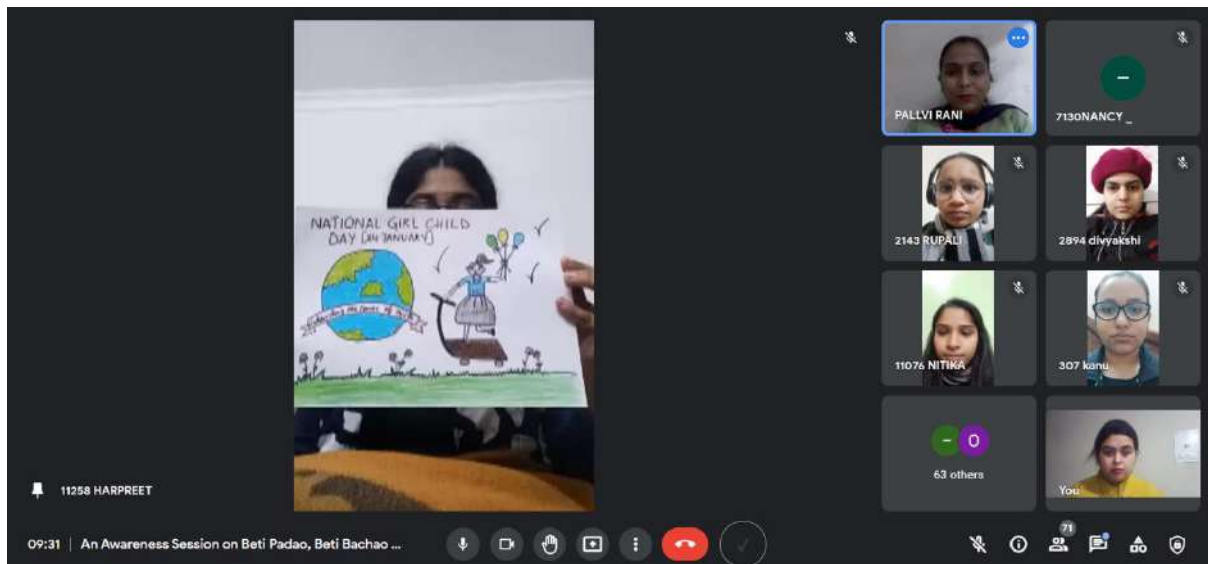 NATIONAL GIRL CHILD
DAY [24 JANUARY]
PALLVI RANI
7130NANCY _
2143 RUPALI
2894 divyakshi
11076 NITIKA
307 kanu
O
63 others
You
11258 HARPREET
09:31 | An Awareness Session on Beti Padao, Beti Bachao ...
71